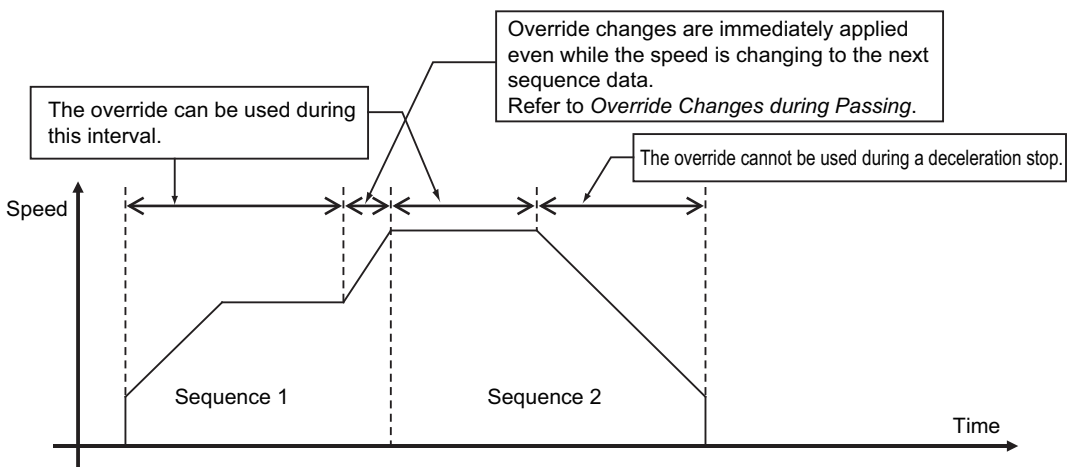 Override changes are immediately applied
even while the speed is changing to the next
sequence data.
Refer to Override Changes during Passing.
The override can be used during
this interval.
The override cannot be used during a deceleration stop.
Speed
Sequence 1
Sequence 2
Time